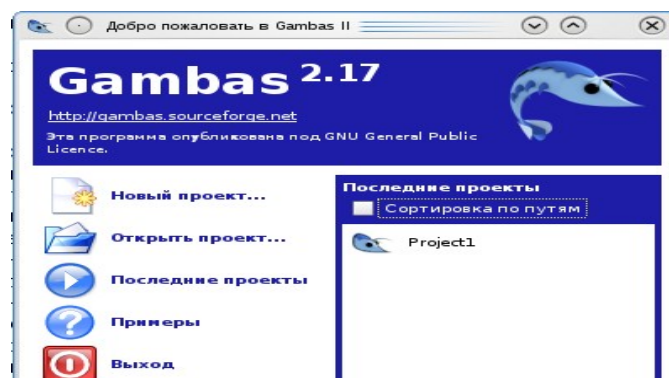 Добро пожаловать в Gambas II
Gambas 2.17
http://gambas.sourceforge.net
Эта программа опубликована под GNU General Public
Licence.
Новый проект...
Открыть проект...
Последние проекты
Примеры
Выход
Последние проекты
Сортировка по путям
Project1